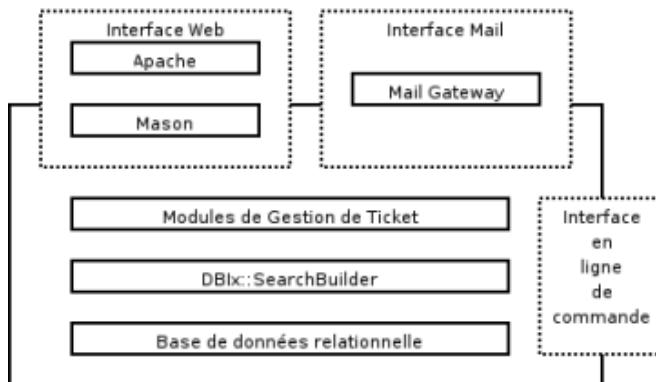 Interface Web
Apache
Mason
Interface Mail
Mail Gateway
Modules de Gestion de Ticket
DBIx::SearchBuilder
Base de données relationnelle
Interface
en
ligne
de
commande